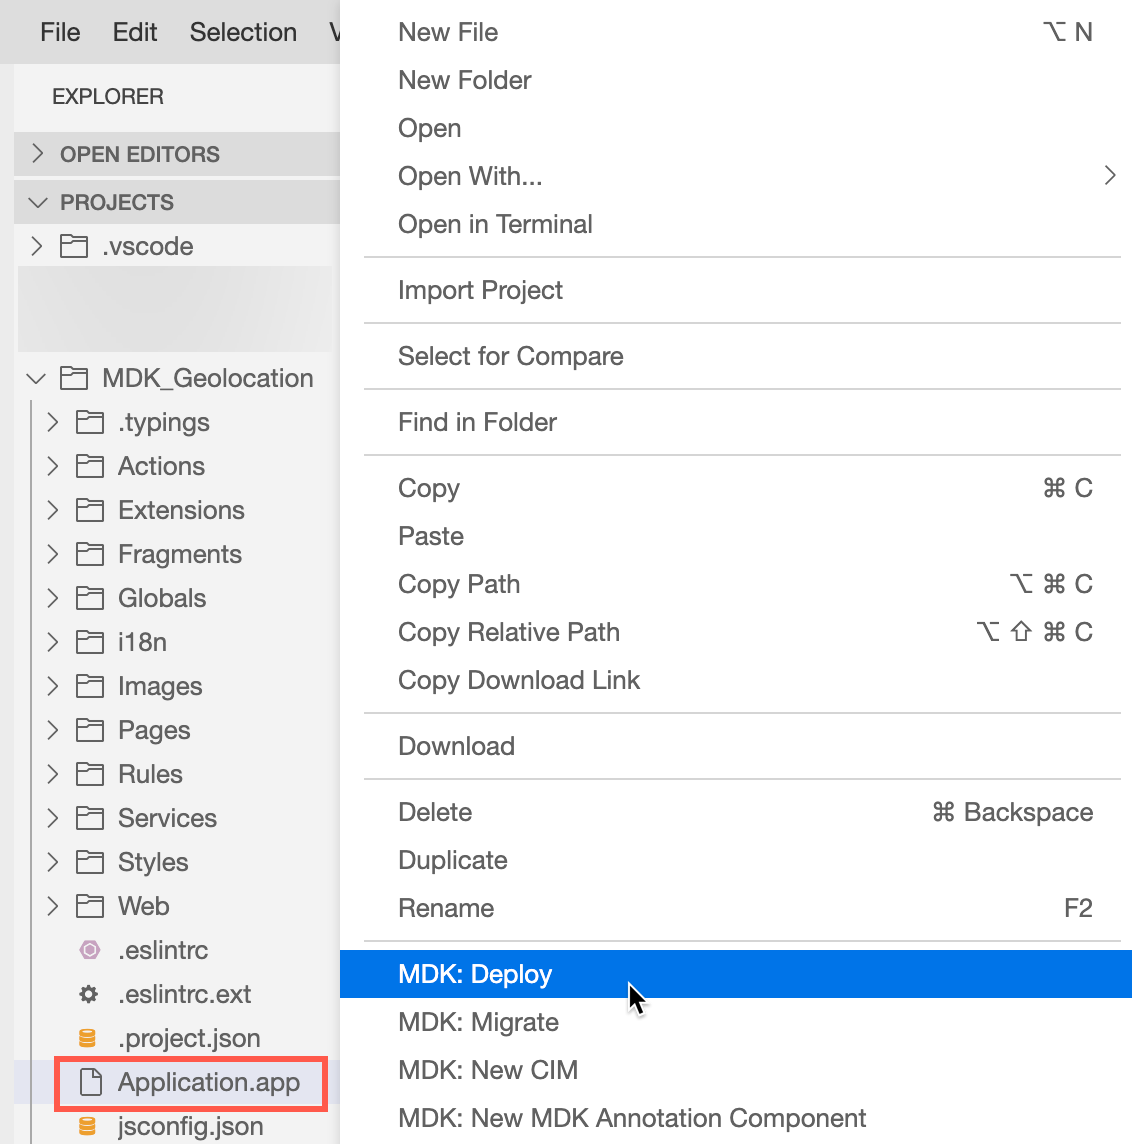 File Edit Selection
EXPLORER
OPEN EDITORS
PROJECTS
.vscode
MDK_Geolocation
.typings
Actions
Extensions
Fragments
Globals
i18n
Images
Pages
Rules
Services
Styles
Web
.eslintrc
.eslintrc.ext
.project.json
Application.app
jsconfig.json
New File ⌥ N
New Folder
Open
Open With...
Open in Terminal
Import Project
Select for Compare
Find in Folder
Copy ⌘ C
Paste
Copy Path ⌥ ⌘ C
Copy Relative Path ⌥ ⇧ ⌘ C
Copy Download Link
Download
Delete ⌘ Backspace
Duplicate
Rename F2
MDK: Deploy
MDK: Migrate
MDK: New CIM
MDK: New MDK Annotation Component